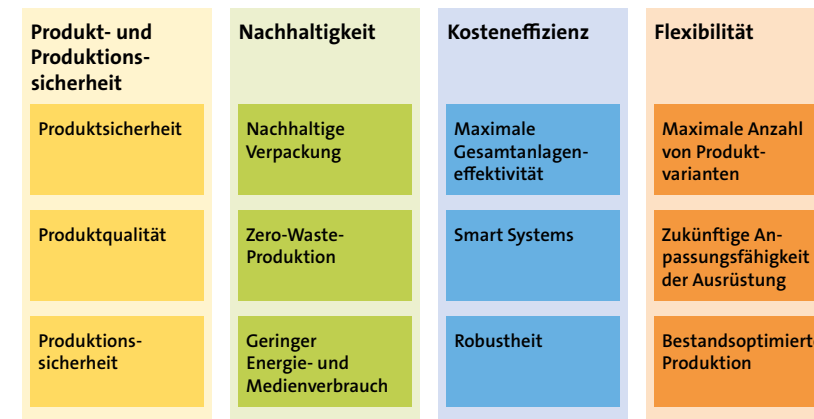 Produkt- und
Produktions-
sicherheit
Produktsicherheit
Produktqualität
Produktions-
sicherheit
Nachhaltigkeit
Nachhaltige
Verpackung
Zero-Waste-
Produktion
Geringer
Energie- und
Medienverbrauch
Kosteneffizienz
Maximale
Gesamtanlagen-
effektivität
Smart Systems
Robustheit
Flexibilität
Maximale Anzahl
von Produkt-
varianten
Zukünftige An-
passungsfähigkeit
der Ausrüstung
Bestandsoptimierte
Produktion